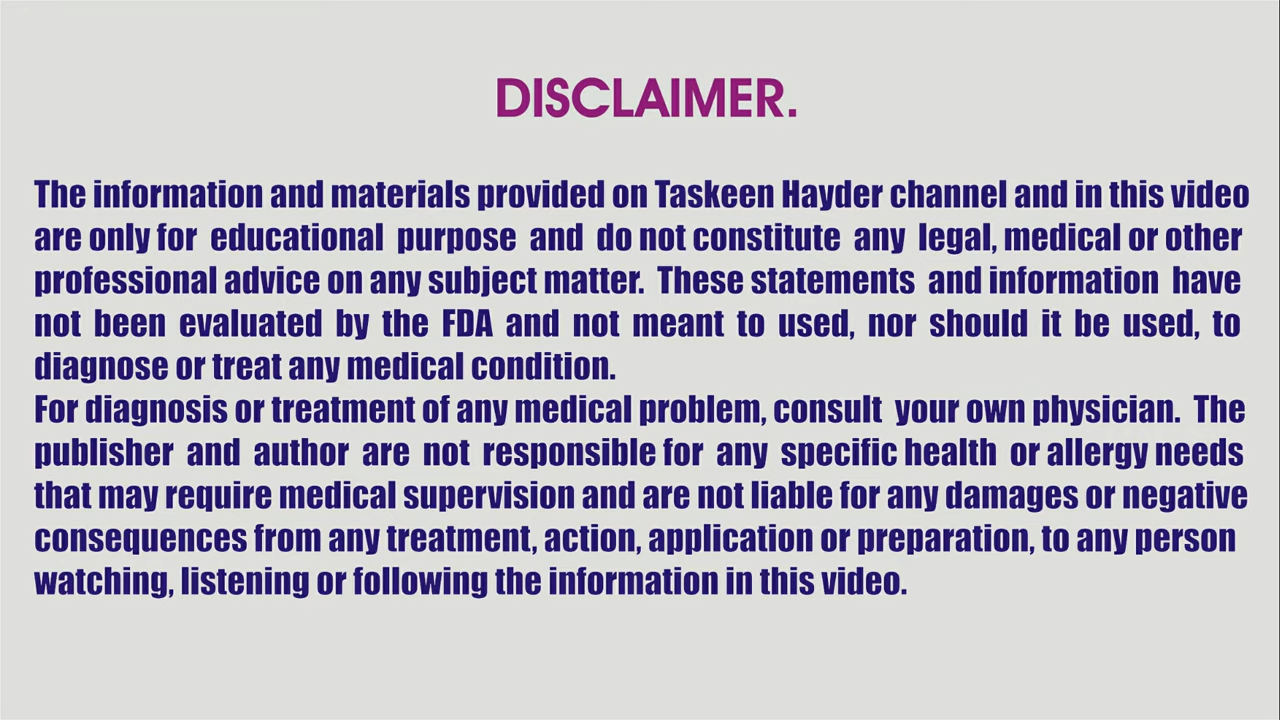 DISCLAIMER.
The information and materials provided on Taskeen Hayder channel and in this video
are only for educational purpose and do not constitute any legal, medical or other
professional advice on any subject matter. These statements and information have
not been evaluated by the FDA and not meant to used, nor should it be used, to
diagnose or treat any medical condition.
For diagnosis or treatment of any medical problem, consult your own physician. The
publisher and author are not responsible for any specific health or allergy needs
that may require medical supervision and are not liable for any damages or negative
consequences from any treatment, action, application or preparation, to any person
watching, listening or following the information in this video.